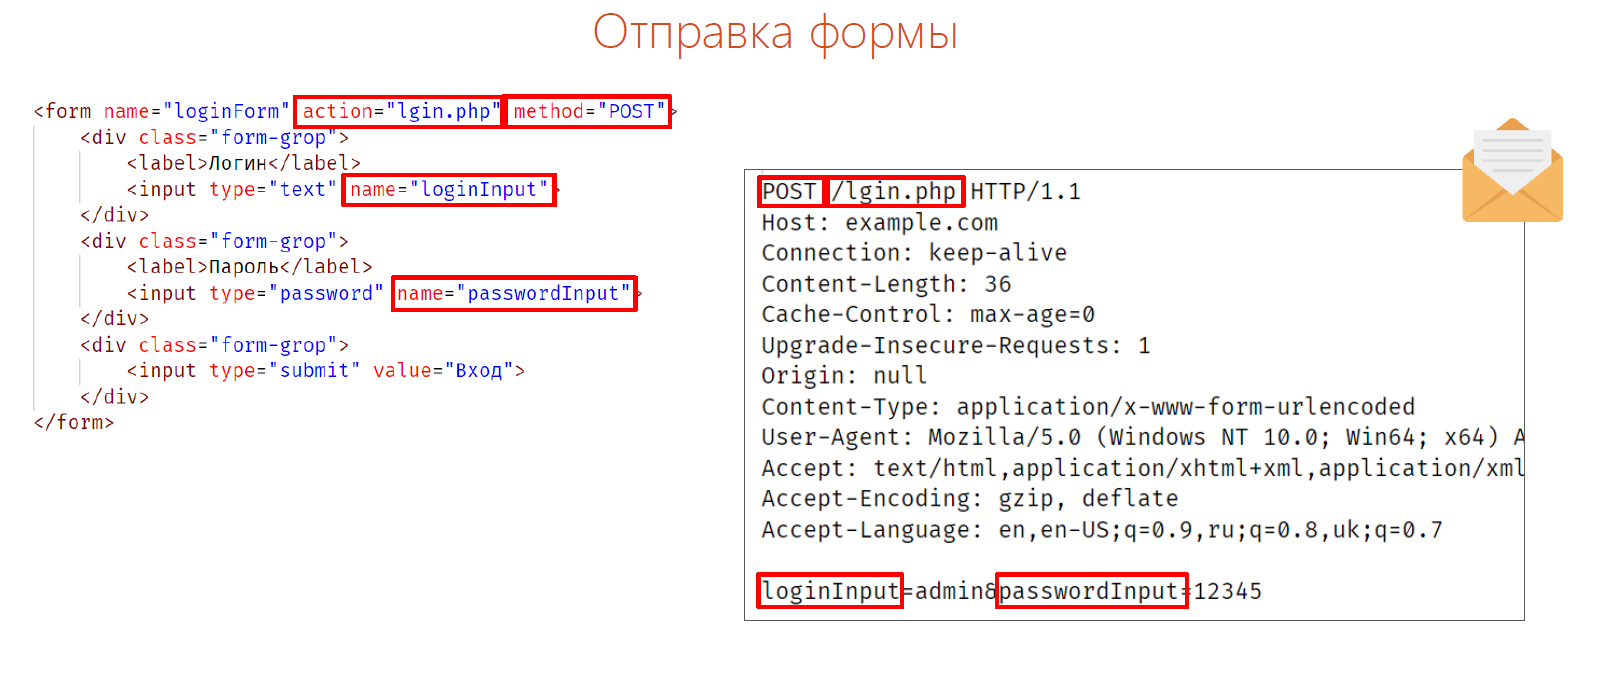 Отправка формы
<form name="loginForm" action="lgin.php" method="POST">
<div class="form-grop">
<label>Логин</label>
<input type="text" name="loginInput">
</div>
<div class="form-grop">
<label>Пароль</label>
<input type="password" name="passwordInput">
</div>
<div class="form-grop">
<input type="submit" value="Вход">
</div>
</form>
POST /lgin.php HTTP/1.1
Host: example.com
Connection: keep-alive
Content-Length: 36
Cache-Control: max-age=0
Upgrade-Insecure-Requests: 1
Origin: null
Content-Type: application/x-www-form-urlencoded
User-Agent: Mozilla/5.0 (Windows NT 10.0; Win64; x64) A
Accept: text/html,application/xhtml+xml,application/xml
Accept-Encoding: gzip, deflate
Accept-Language: en,en-US;q=0.9,ru;q=0.8,uk;q=0.7
loginInput=admin&passwordInput=12345